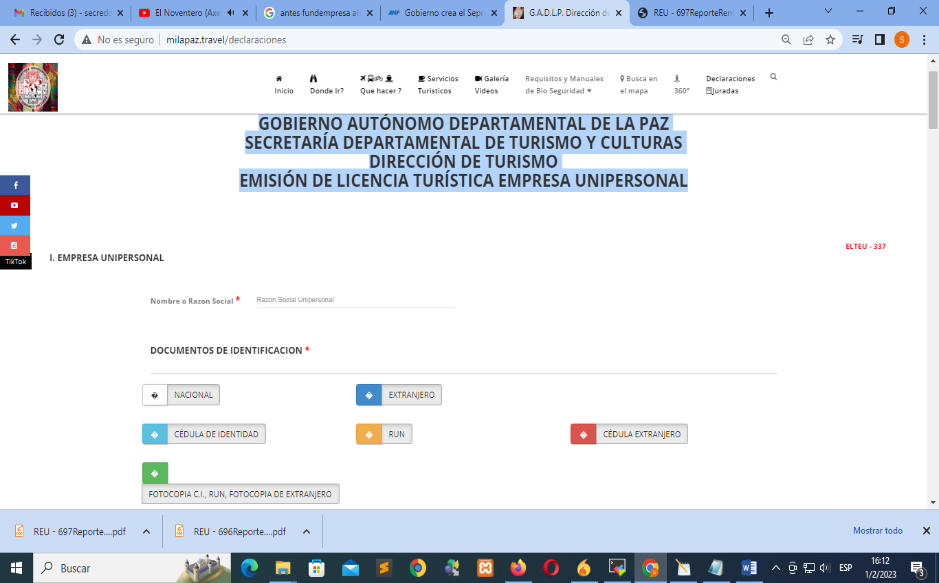 Recibidos (3) - secrede
El Noventero (Axe
antes fundempresa ah
Gobierno crea el Sepr
G.A.D.L.P. Dirección de
REU - 697ReporteRen
No es seguro
milapaz.travel/declaraciones
S
Inicio
Donde Ir?
Que hacer ?
Servicios
Turisticos
Galería
Videos
Requisitos y Manuales
de Bio Seguridad
Busca en
el mapa
360°
Declaraciones
Juradas
GOBIERNO AUTÓNOMO DEPARTAMENTAL DE LA PAZ
SECRETARÍA DEPARTAMENTAL DE TURISMO Y CULTURAS
DIRECCIÓN DE TURISMO
EMISIÓN DE LICENCIA TURÍSTICA EMPRESA UNIPERSONAL
TikTok
ELTEU - 337
I. EMPRESA UNIPERSONAL
Nombre o Razon Social *
Razon Social Unipersonal
DOCUMENTOS DE IDENTIFICACION *
� NACIONAL
� EXTRANJERO
� CÉDULA DE IDENTIDAD
� RUN
� CÉDULA EXTRANJERO
�
FOTOCOPIA C.I., RUN, FOTOCOPIA DE EXTRANJERO
REU - 697Reporte....pdf
REU - 696Reporte....pdf
Mostrar todo
Buscar
ESP
16:12
1/2/2023
3